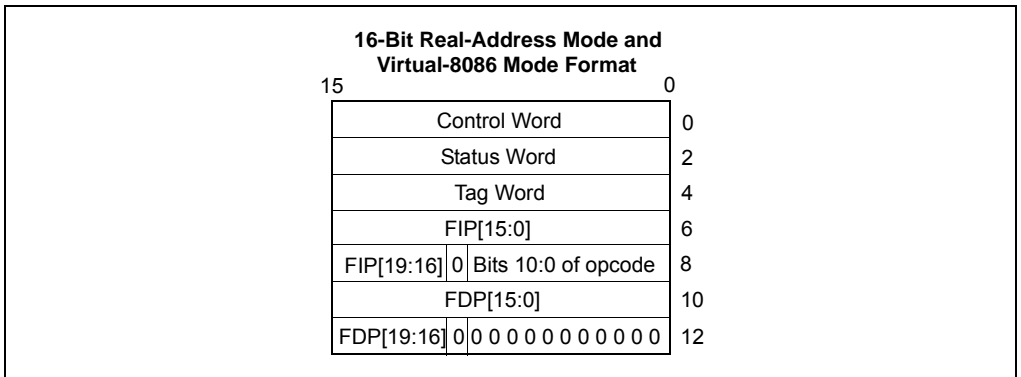 16-Bit Real-Address Mode and
Virtual-8086 Mode Format
15 0
Control Word 0
Status Word 2
Tag Word 4
FIP[15:0] 6
FIP[19:16] 0 Bits 10:0 of opcode 8
FDP[15:0] 10
FDP[19:16] 0 0 0 0 0 0 0 0 0 0 0 0 12